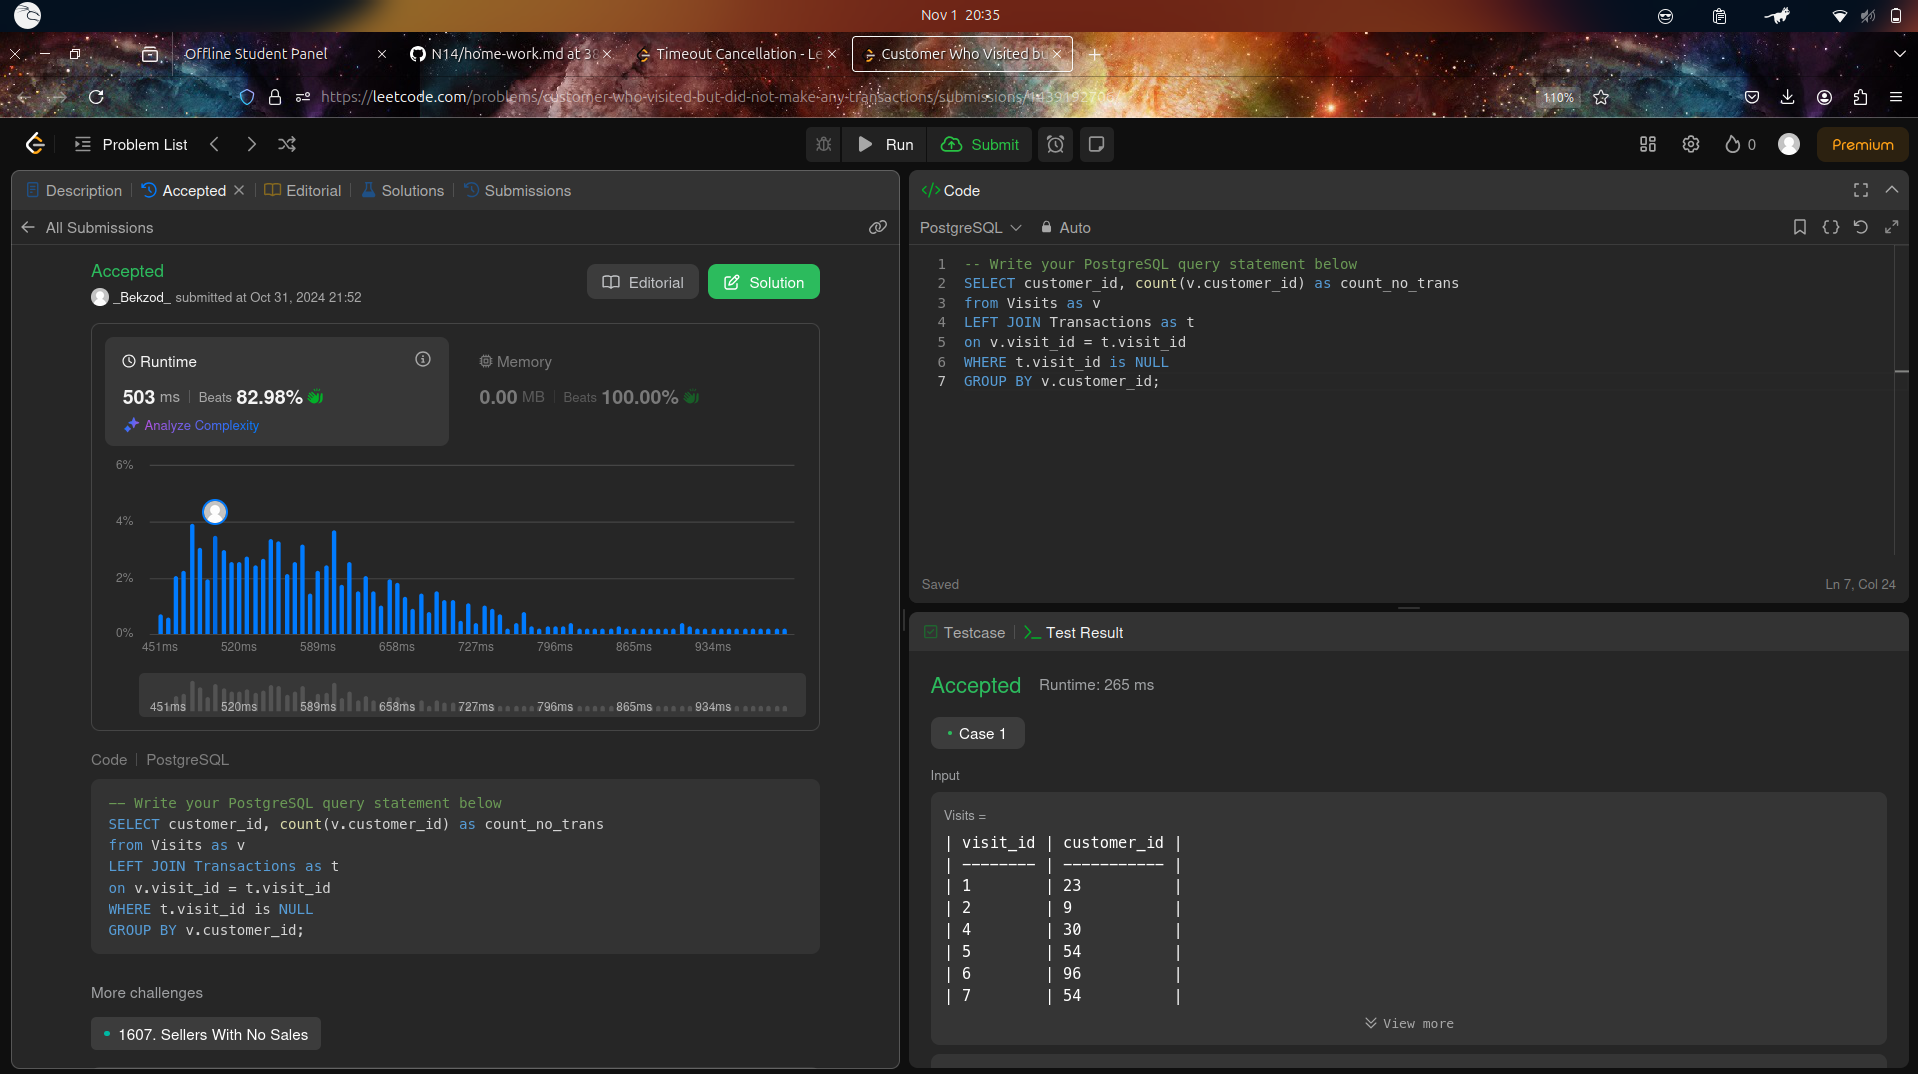 Nov 1 20:35
Offline Student Panel
N14/home-work.md at 38
Timeout Cancellation - Le
Customer Who Visited bu
https://leetcode.com/problems/customer-who-visited-but-did-not-make-any-transactions/submissions/
110%
Problem List
Run
Submit
0
Premium
Description
Accepted
Editorial
Solutions
Submissions
All Submissions
Accepted
_Bekzod_ submitted at Oct 31, 2024 21:52
Editorial
Solution
Runtime
503 ms | Beats 82.98%
Analyze Complexity
Memory
0.00 MB | Beats 100.00%
6%
4%
2%
0%
451ms 520ms 589ms 658ms 727ms 796ms 865ms 934ms
451ms 520ms 589ms 658ms 727ms 796ms 865ms 934ms
Code | PostgreSQL
-- Write your PostgreSQL query statement below
SELECT customer_id, count(v.customer_id) as count_no_trans
from Visits as v
LEFT JOIN Transactions as t
on v.visit_id = t.visit_id
WHERE t.visit_id is NULL
GROUP BY v.customer_id;
More challenges
1607. Sellers With No Sales
</> Code
PostgreSQL
Auto
1 -- Write your PostgreSQL query statement below
2 SELECT customer_id, count(v.customer_id) as count_no_trans
3 from Visits as v
4 LEFT JOIN Transactions as t
5 on v.visit_id = t.visit_id
6 WHERE t.visit_id is NULL
7 GROUP BY v.customer_id;
Saved
Ln 7, Col 24
Testcase
>_ Test Result
Accepted Runtime: 265 ms
• Case 1
Input
Visits =
| visit_id | customer_id |
| -------- | ----------- |
| 1 | 23 |
| 2 | 9 |
| 4 | 30 |
| 5 | 54 |
| 6 | 96 |
| 7 | 54 |
View more